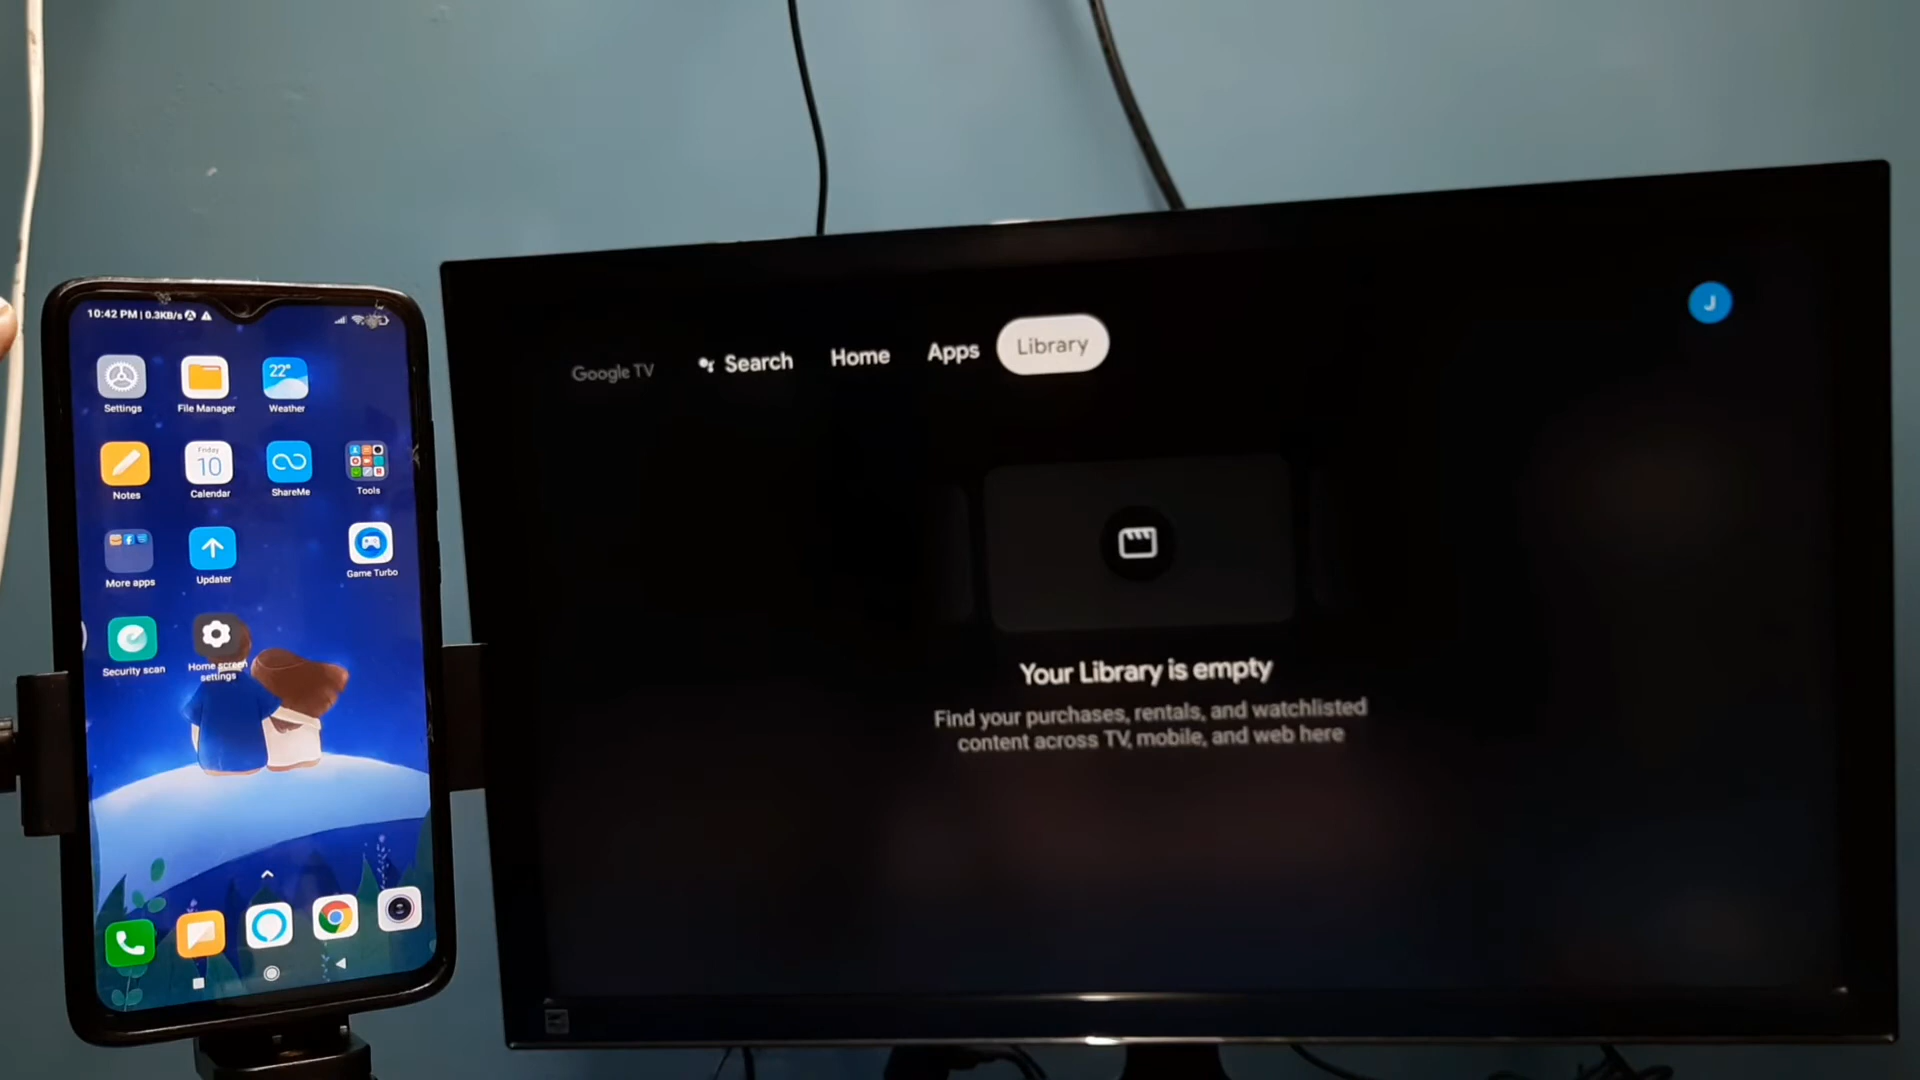 10:42 PM | 0.3KB/s
Settings
File Manager
22°
Weather
Notes
Friday
10
Calendar
ShareMe
Tools
More apps
Updater
Game Turbo
Security scan
Home screen
settings
Google TV
Search
Home
Apps
Library
J
Your Library is empty
Find your purchases, rentals, and watchlisted
content across TV, mobile, and web here